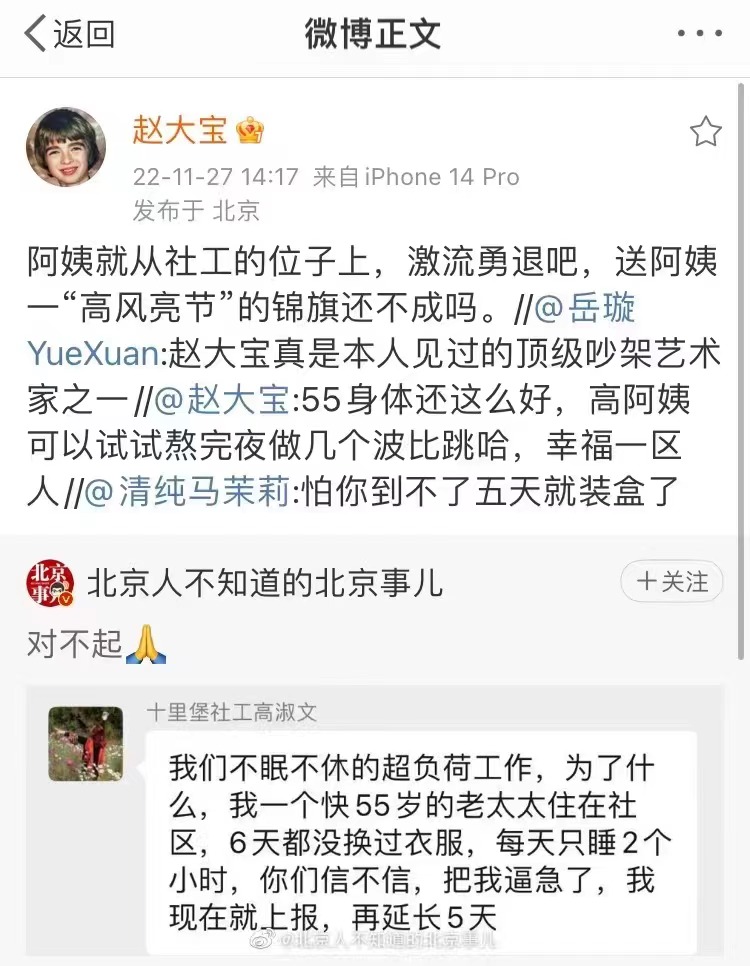 返回
微博正文
赵大宝
22-11-27 14:17 来自iPhone 14 Pro
发布于 北京
阿姨就从社工的位子上，激流勇退吧，送阿姨
一“高风亮节”的锦旗还不成吗。//@岳璇
YueXuan:赵大宝真是本人见过的顶级吵架艺术
家之一//@赵大宝:55身体还这么好，高阿姨
可以试试熬完夜做几个波比跳哈，幸福一区
人//@清纯马茉莉:怕你到不了五天就装盒了
北京
事儿
北京人不知道的北京事儿
+关注
对不起🙏
十里堡社工高淑文
我们不眠不休的超负荷工作，为了什
么，我一个快55岁的老太太住在社
区，6天都没换过衣服，每天只睡2个
小时，你们信不信，把我逼急了，我
现在就上报，再延长5天
@北京人不知道的北京事儿